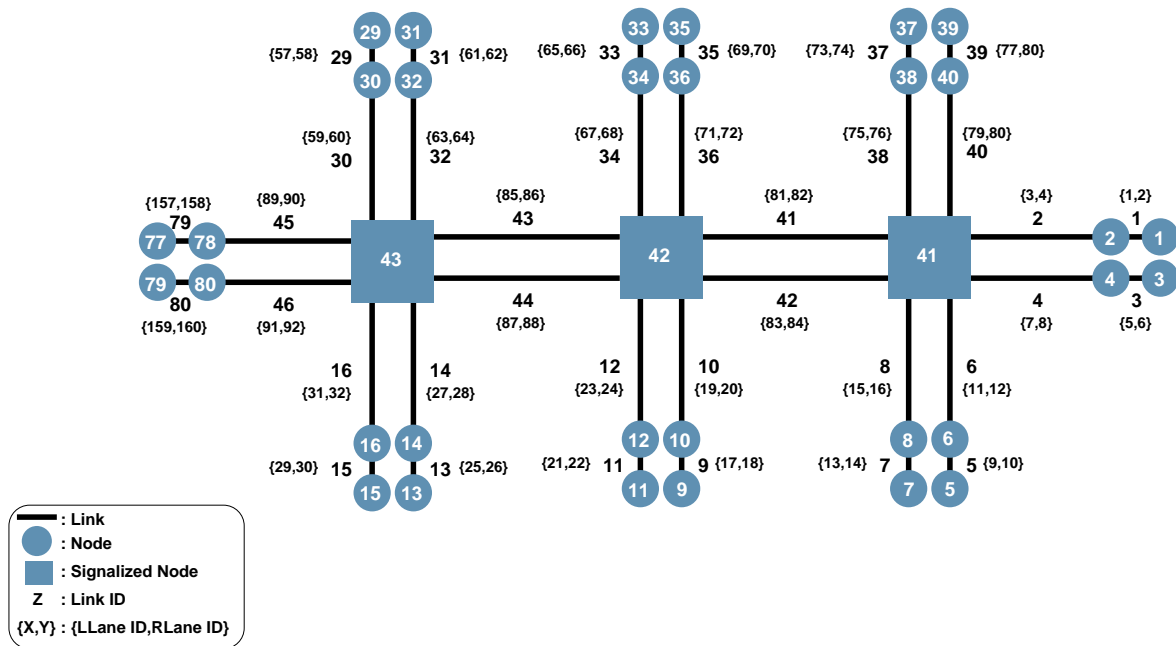 29 31
{57,58} 29 31 {61,62}
30 32
33 35
{65,66} 33 35 {69,70}
34 36
37 39
{73,74} 37 39 {77,80}
38 40
{59,60} {63,64}
30 32
{67,68} {71,72}
34 36
{75,76} {79,80}
38 40
{157,158} {89,90} {85,86} {81,82} {3,4} {1,2}
79 45 43 41 2 1
77 78 2 1
43 42 41
79 80 4 3
80 46 44 42 4 3
{159,160} {91,92} {87,88} {83,84} {7,8} {5,6}
16 14 12 10 8 6
{31,32} {27,28} {23,24} {19,20} {15,16} {11,12}
16 14 12 10 8 6
{29,30} 15 13 {25,26} {21,22} 11 9 {17,18} {13,14} 7 5 {9,10}
15 13 11 9 7 5
: Link
: Node
: Signalized Node
Z : Link ID
{X,Y} : {LLane ID,RLane ID}